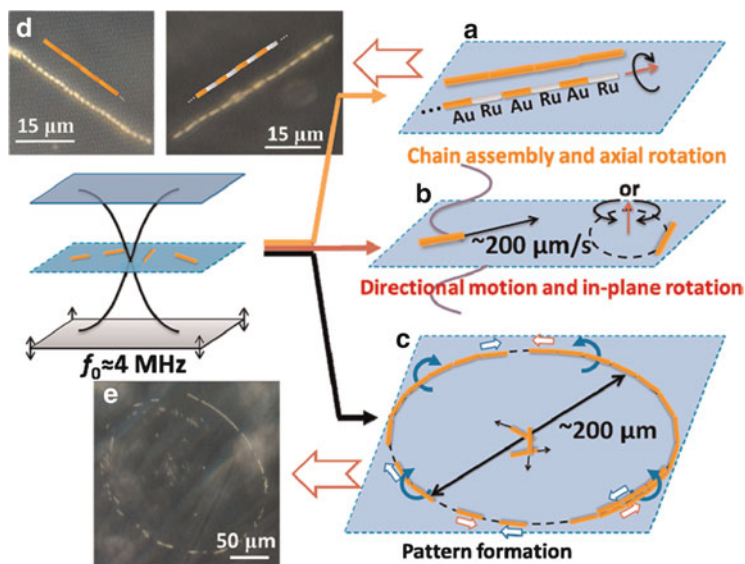 d
15 μm
15 μm
a
... Au Ru Au Ru Au Ru
...
...
Chain assembly and axial rotation
b
or
~200 μm/s
Directional motion and in-plane rotation
f₀≈4 MHz
c
~200 μm
Pattern formation
e
50 μm